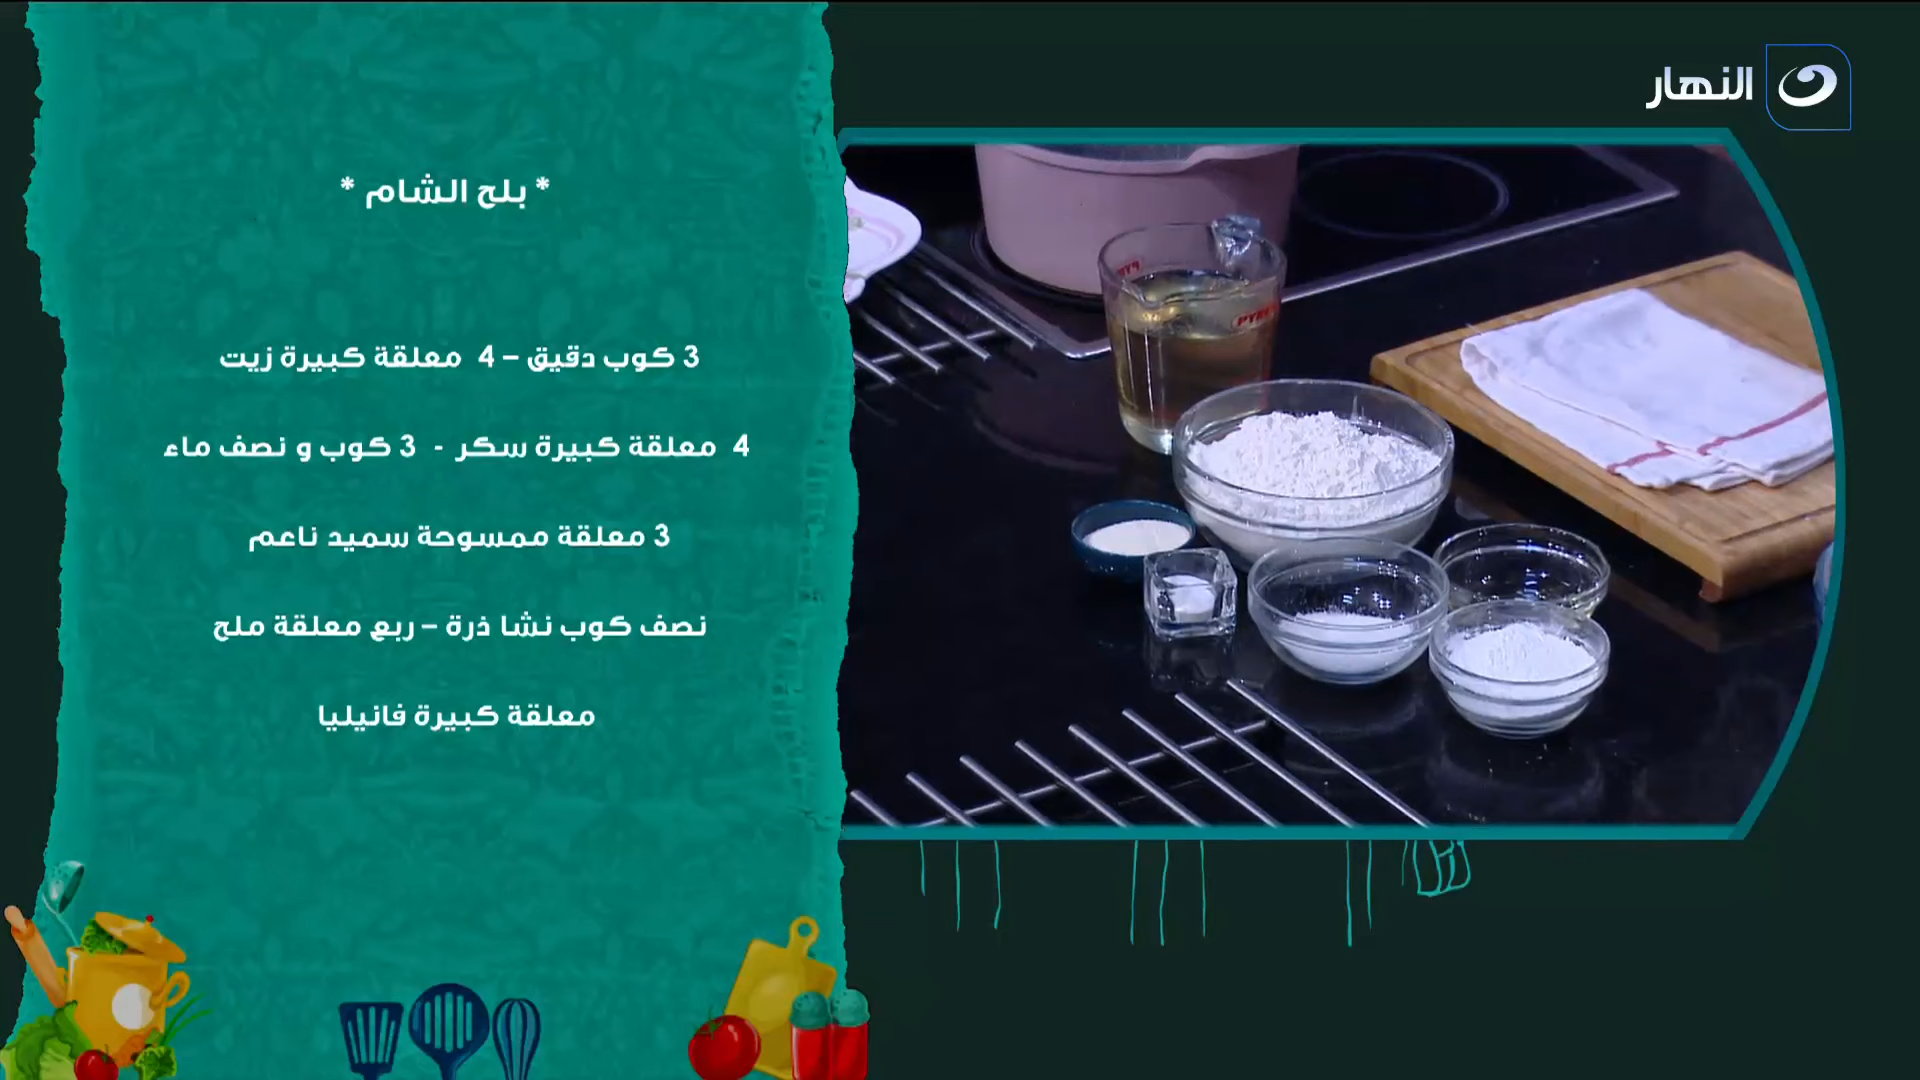 النهار
* بلح الشام *
3 كوب دقيق – 4 معلقة كبيرة زيت
4 معلقة كبيرة سكر - 3 كوب و نصف ماء
3 معلقة ممسوحة سميد ناعم
نصف كوب نشا ذرة – ربع معلقة ملح
معلقة كبيرة فانيليا
PYREX